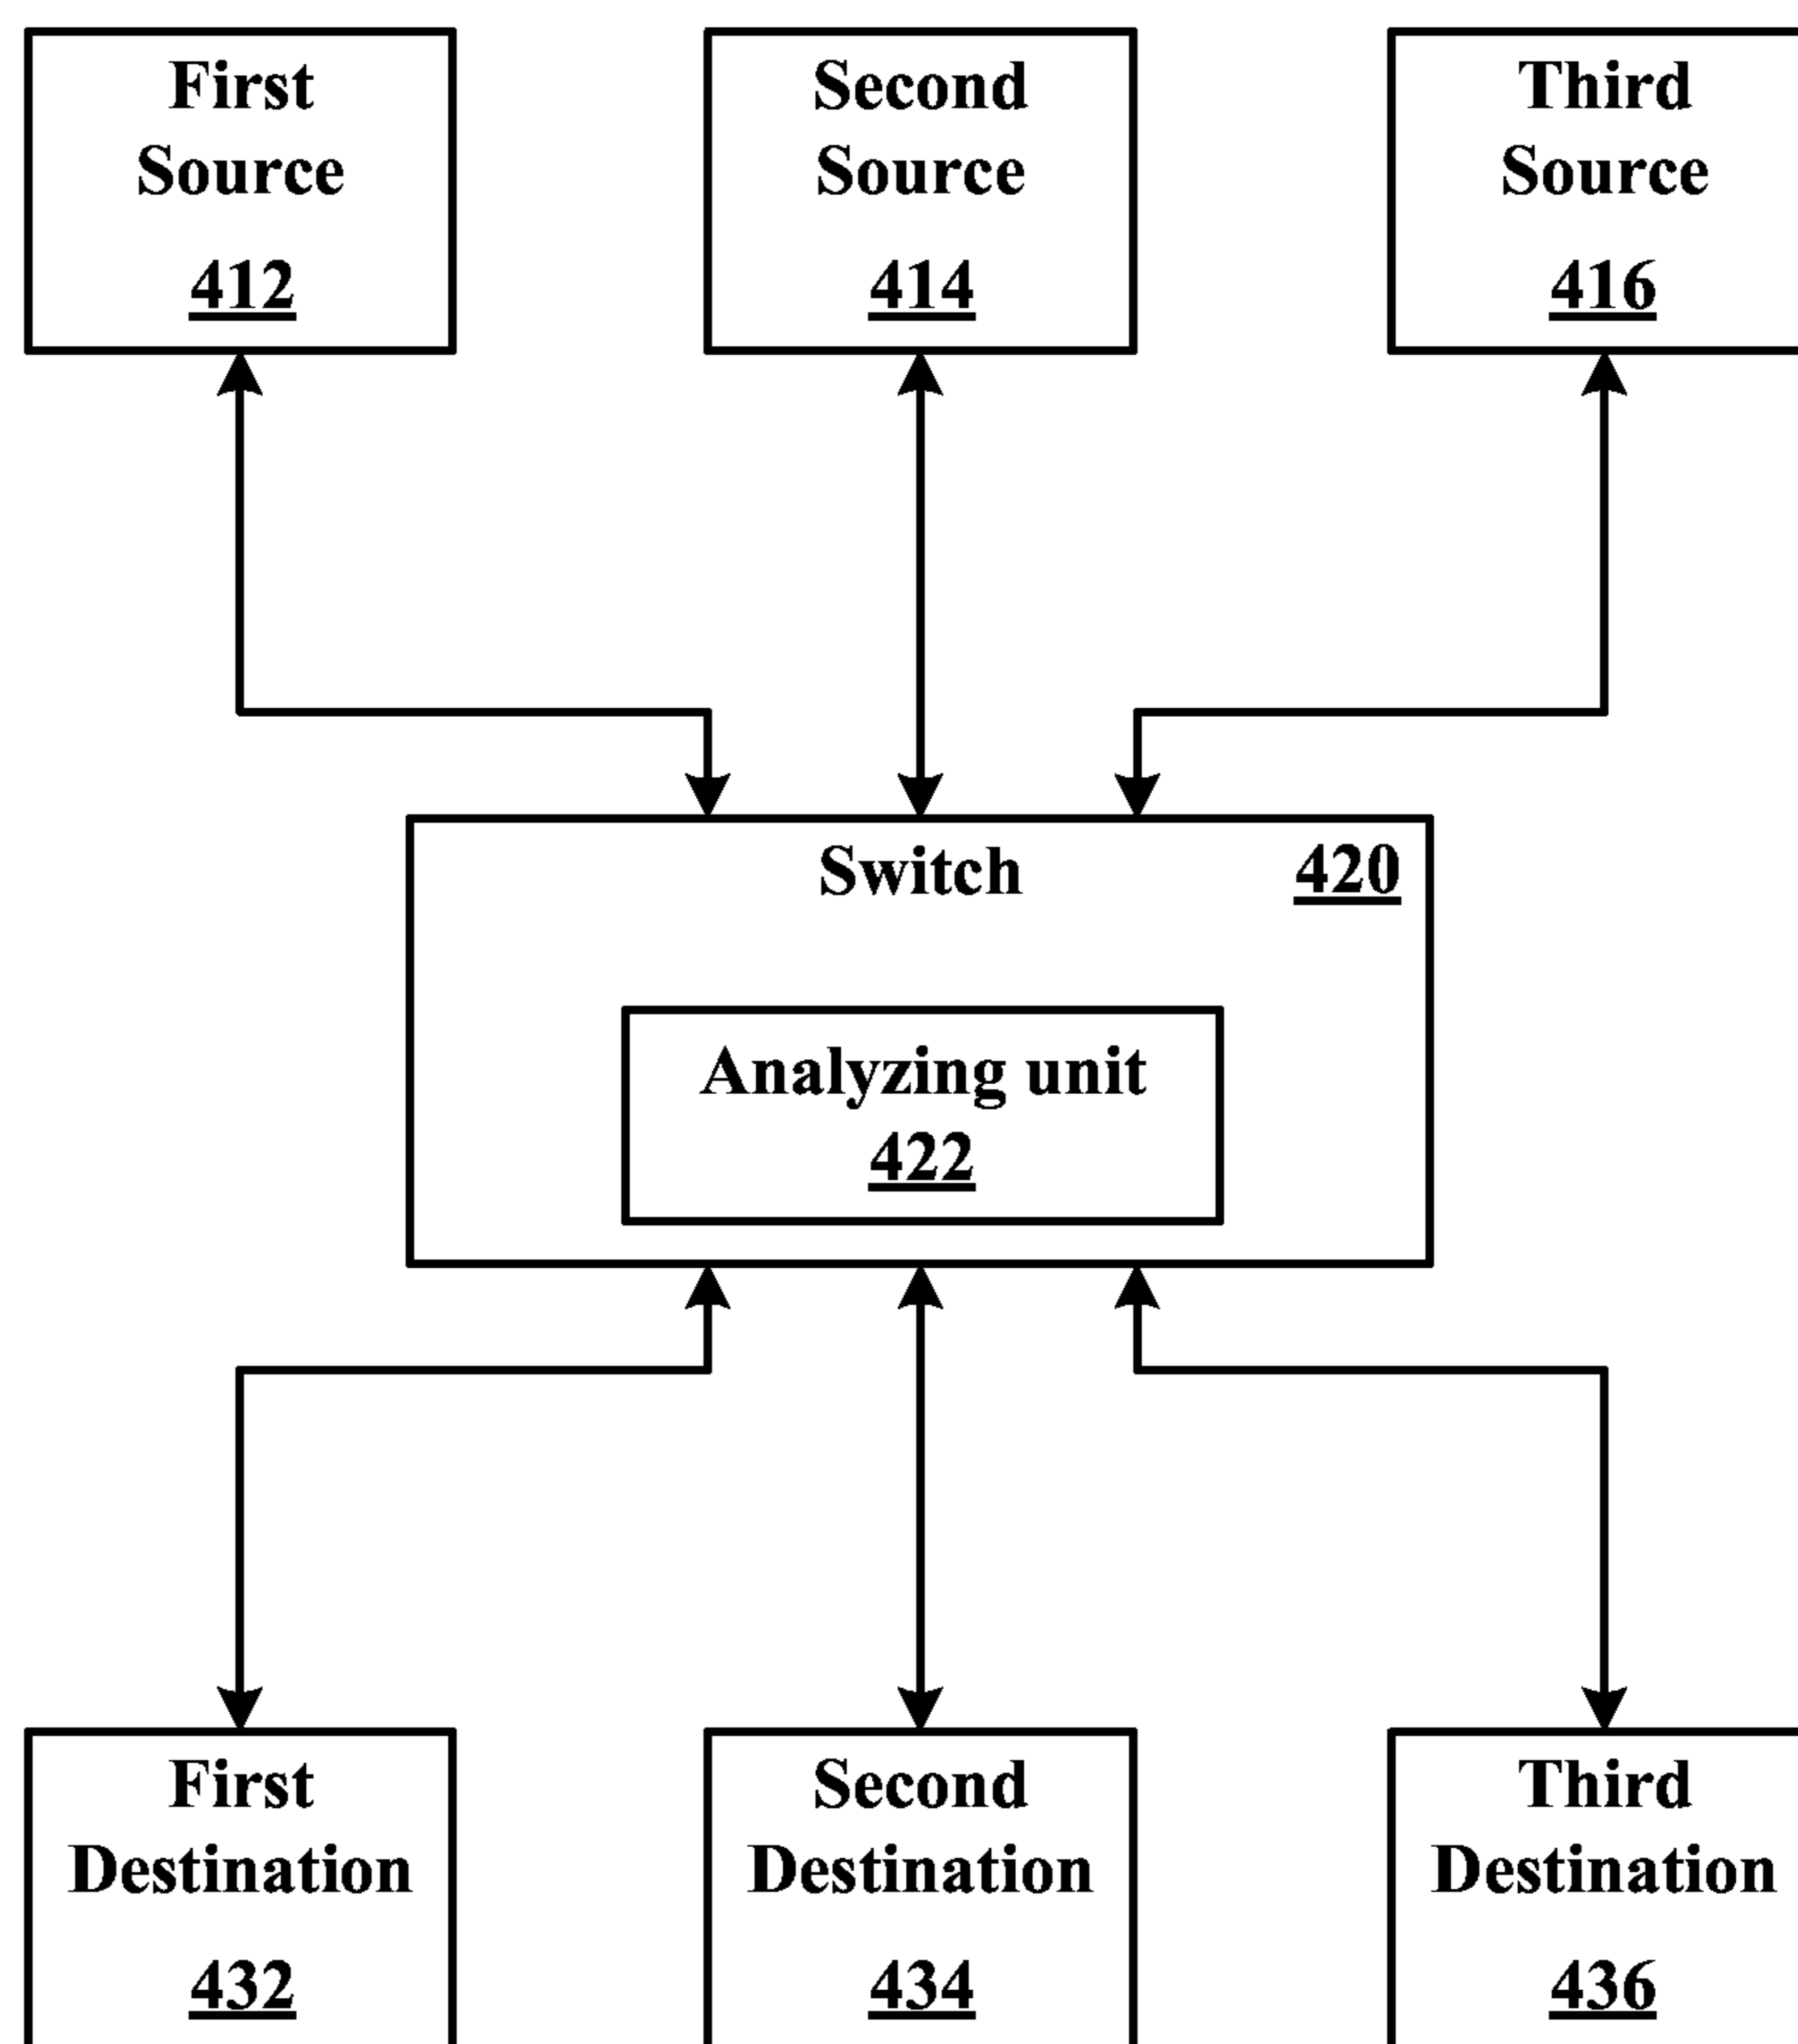 First
Source
412
Second
Source
414
Third
Source
416
Switch
420
Analyzing unit
422
First
Destination
432
Second
Destination
434
Third
Destination
436